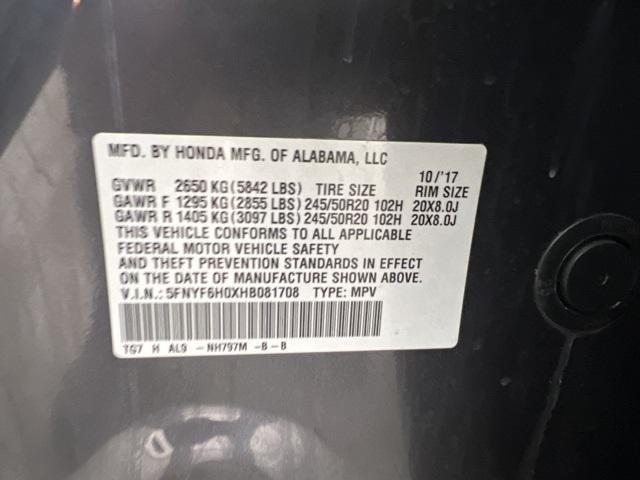 MFD. BY HONDA MFG. OF ALABAMA, LLC 10/'17
GVWR 2650 KG (5842 LBS) TIRE SIZE RIM SIZE
GAWR F 1295 KG (2855 LBS) 245/50R20 102H 20X8.0J
GAWR R 1405 KG (3097 LBS) 245/50R20 102H 20X8.0J
THIS VEHICLE CONFORMS TO ALL APPLICABLE
FEDERAL MOTOR VEHICLE SAFETY
AND THEFT PREVENTION STANDARDS IN EFFECT
ON THE DATE OF MANUFACTURE SHOWN ABOVE.
V.I.N.: 5FNYF6H0XHB081708 TYPE: MPV
TG7 H AL9 -NH797M -B-B